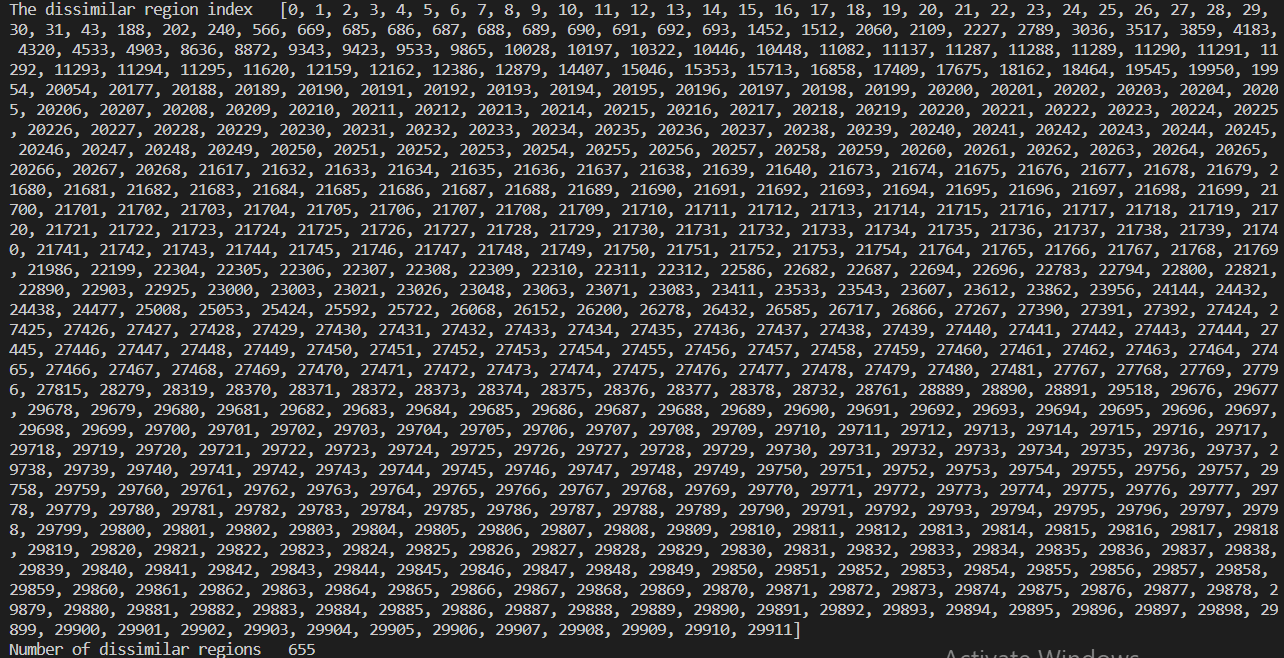 The dissimilar region index   [0, 1, 2, 3, 4, 5, 6, 7, 8, 9, 10, 11, 12, 13, 14, 15, 16, 17, 18, 19, 20, 21, 22, 23, 24, 25, 26, 27, 28, 29,
30, 31, 43, 188, 202, 240, 566, 669, 685, 686, 687, 688, 689, 690, 691, 692, 693, 1452, 1512, 2060, 2109, 2227, 2789, 3036, 3517, 3859, 4183,
4320, 4533, 4903, 8636, 8872, 9343, 9423, 9533, 9865, 10028, 10197, 10322, 10446, 10448, 11082, 11137, 11287, 11288, 11289, 11290, 11291, 11
292, 11293, 11294, 11295, 11620, 12159, 12162, 12386, 12879, 14407, 15046, 15353, 15713, 16858, 17409, 17675, 18162, 18464, 19545, 19950, 199
54, 20054, 20177, 20188, 20189, 20190, 20191, 20192, 20193, 20194, 20195, 20196, 20197, 20198, 20199, 20200, 20201, 20202, 20203, 20204, 2020
5, 20206, 20207, 20208, 20209, 20210, 20211, 20212, 20213, 20214, 20215, 20216, 20217, 20218, 20219, 20220, 20221, 20222, 20223, 20224, 20225
, 20226, 20227, 20228, 20229, 20230, 20231, 20232, 20233, 20234, 20235, 20236, 20237, 20238, 20239, 20240, 20241, 20242, 20243, 20244, 20245,
20246, 20247, 20248, 20249, 20250, 20251, 20252, 20253, 20254, 20255, 20256, 20257, 20258, 20259, 20260, 20261, 20262, 20263, 20264, 20265,
20266, 20267, 20268, 21617, 21632, 21633, 21634, 21635, 21636, 21637, 21638, 21639, 21640, 21673, 21674, 21675, 21676, 21677, 21678, 21679, 2
1680, 21681, 21682, 21683, 21684, 21685, 21686, 21687, 21688, 21689, 21690, 21691, 21692, 21693, 21694, 21695, 21696, 21697, 21698, 21699, 21
700, 21701, 21702, 21703, 21704, 21705, 21706, 21707, 21708, 21709, 21710, 21711, 21712, 21713, 21714, 21715, 21716, 21717, 21718, 21719, 217
20, 21721, 21722, 21723, 21724, 21725, 21726, 21727, 21728, 21729, 21730, 21731, 21732, 21733, 21734, 21735, 21736, 21737, 21738, 21739, 2174
0, 21741, 21742, 21743, 21744, 21745, 21746, 21747, 21748, 21749, 21750, 21751, 21752, 21753, 21754, 21764, 21765, 21766, 21767, 21768, 21769
, 21986, 22199, 22304, 22305, 22306, 22307, 22308, 22309, 22310, 22311, 22312, 22586, 22682, 22687, 22694, 22696, 22783, 22794, 22800, 22821,
22890, 22903, 22925, 23000, 23003, 23021, 23026, 23048, 23063, 23071, 23083, 23411, 23533, 23543, 23607, 23612, 23862, 23956, 24144, 24432,
24438, 24477, 25008, 25053, 25424, 25592, 25722, 26068, 26152, 26200, 26278, 26432, 26585, 26717, 26866, 27267, 27390, 27391, 27392, 27424, 2
7425, 27426, 27427, 27428, 27429, 27430, 27431, 27432, 27433, 27434, 27435, 27436, 27437, 27438, 27439, 27440, 27441, 27442, 27443, 27444, 27
445, 27446, 27447, 27448, 27449, 27450, 27451, 27452, 27453, 27454, 27455, 27456, 27457, 27458, 27459, 27460, 27461, 27462, 27463, 27464, 274
65, 27466, 27467, 27468, 27469, 27470, 27471, 27472, 27473, 27474, 27475, 27476, 27477, 27478, 27479, 27480, 27481, 27767, 27768, 27769, 2779
6, 27815, 28279, 28319, 28370, 28371, 28372, 28373, 28374, 28375, 28376, 28377, 28378, 28732, 28761, 28889, 28890, 28891, 29518, 29676, 29677
, 29678, 29679, 29680, 29681, 29682, 29683, 29684, 29685, 29686, 29687, 29688, 29689, 29690, 29691, 29692, 29693, 29694, 29695, 29696, 29697,
29698, 29699, 29700, 29701, 29702, 29703, 29704, 29705, 29706, 29707, 29708, 29709, 29710, 29711, 29712, 29713, 29714, 29715, 29716, 29717,
29718, 29719, 29720, 29721, 29722, 29723, 29724, 29725, 29726, 29727, 29728, 29729, 29730, 29731, 29732, 29733, 29734, 29735, 29736, 29737, 2
9738, 29739, 29740, 29741, 29742, 29743, 29744, 29745, 29746, 29747, 29748, 29749, 29750, 29751, 29752, 29753, 29754, 29755, 29756, 29757, 29
758, 29759, 29760, 29761, 29762, 29763, 29764, 29765, 29766, 29767, 29768, 29769, 29770, 29771, 29772, 29773, 29774, 29775, 29776, 29777, 297
78, 29779, 29780, 29781, 29782, 29783, 29784, 29785, 29786, 29787, 29788, 29789, 29790, 29791, 29792, 29793, 29794, 29795, 29796, 29797, 2979
8, 29799, 29800, 29801, 29802, 29803, 29804, 29805, 29806, 29807, 29808, 29809, 29810, 29811, 29812, 29813, 29814, 29815, 29816, 29817, 29818
, 29819, 29820, 29821, 29822, 29823, 29824, 29825, 29826, 29827, 29828, 29829, 29830, 29831, 29832, 29833, 29834, 29835, 29836, 29837, 29838,
29839, 29840, 29841, 29842, 29843, 29844, 29845, 29846, 29847, 29848, 29849, 29850, 29851, 29852, 29853, 29854, 29855, 29856, 29857, 29858,
29859, 29860, 29861, 29862, 29863, 29864, 29865, 29866, 29867, 29868, 29869, 29870, 29871, 29872, 29873, 29874, 29875, 29876, 29877, 29878, 2
9879, 29880, 29881, 29882, 29883, 29884, 29885, 29886, 29887, 29888, 29889, 29890, 29891, 29892, 29893, 29894, 29895, 29896, 29897, 29898, 29
899, 29900, 29901, 29902, 29903, 29904, 29905, 29906, 29907, 29908, 29909, 29910, 29911]
Number of dissimilar regions   655
Activate Windows